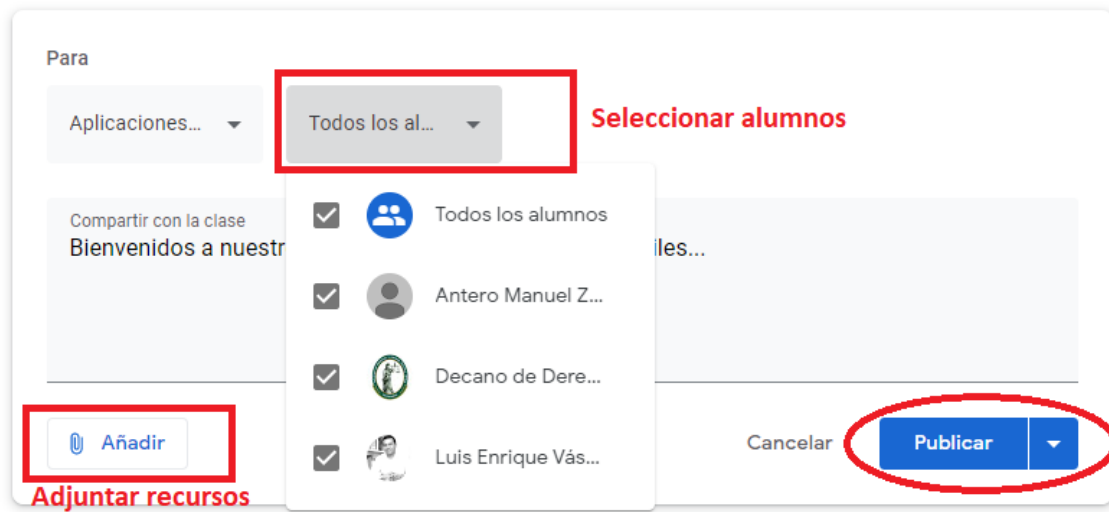 Para
Aplicaciones...
Todos los al...
Seleccionar alumnos
Todos los alumnos
Compartir con la clase
Bienvenidos a nuestr
iles...
Antero Manuel Z...
Decano de Dere...
Añadir
Cancelar
Publicar
Luis Enrique Vás...
Adjuntar recursos